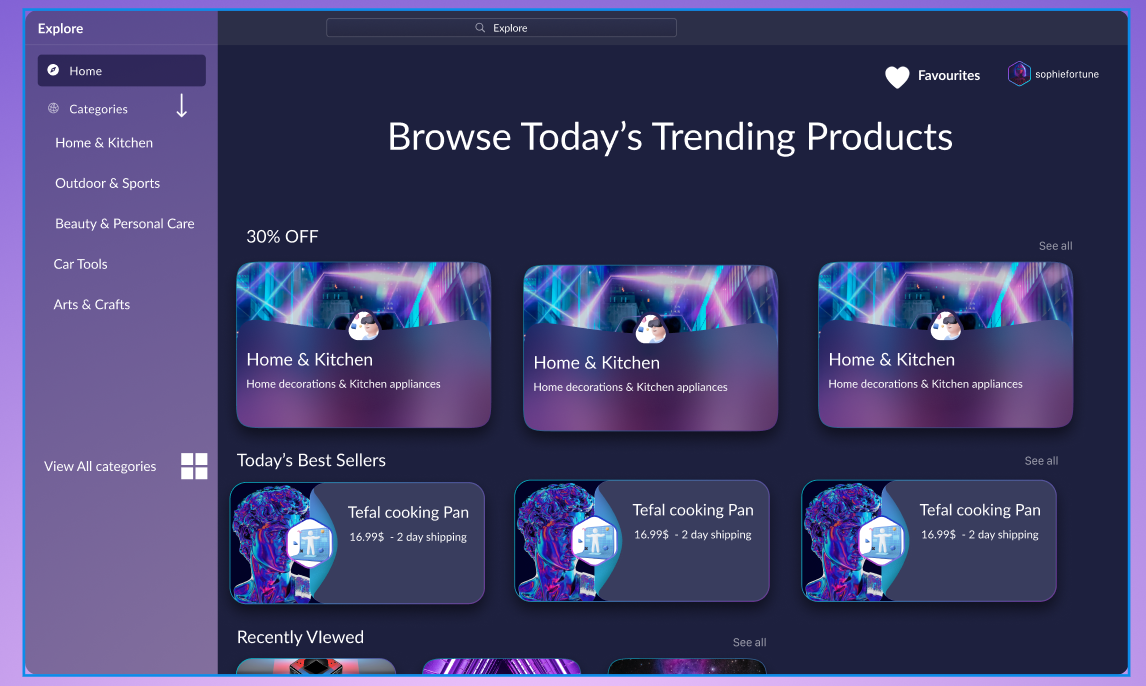 Explore
Explore
Home
Categories
Home & Kitchen
Outdoor & Sports
Beauty & Personal Care
Car Tools
Arts & Crafts
View All categories
Favourites
sophiefortune
Browse Today’s Trending Products
30% OFF
See all
Home & Kitchen
Home decorations & Kitchen appliances
Home & Kitchen
Home decorations & Kitchen appliances
Home & Kitchen
Home decorations & Kitchen appliances
Today’s Best Sellers
See all
Tefal cooking Pan
16.99$ - 2 day shipping
Tefal cooking Pan
16.99$ - 2 day shipping
Tefal cooking Pan
16.99$ - 2 day shipping
Recently VIewed
See all